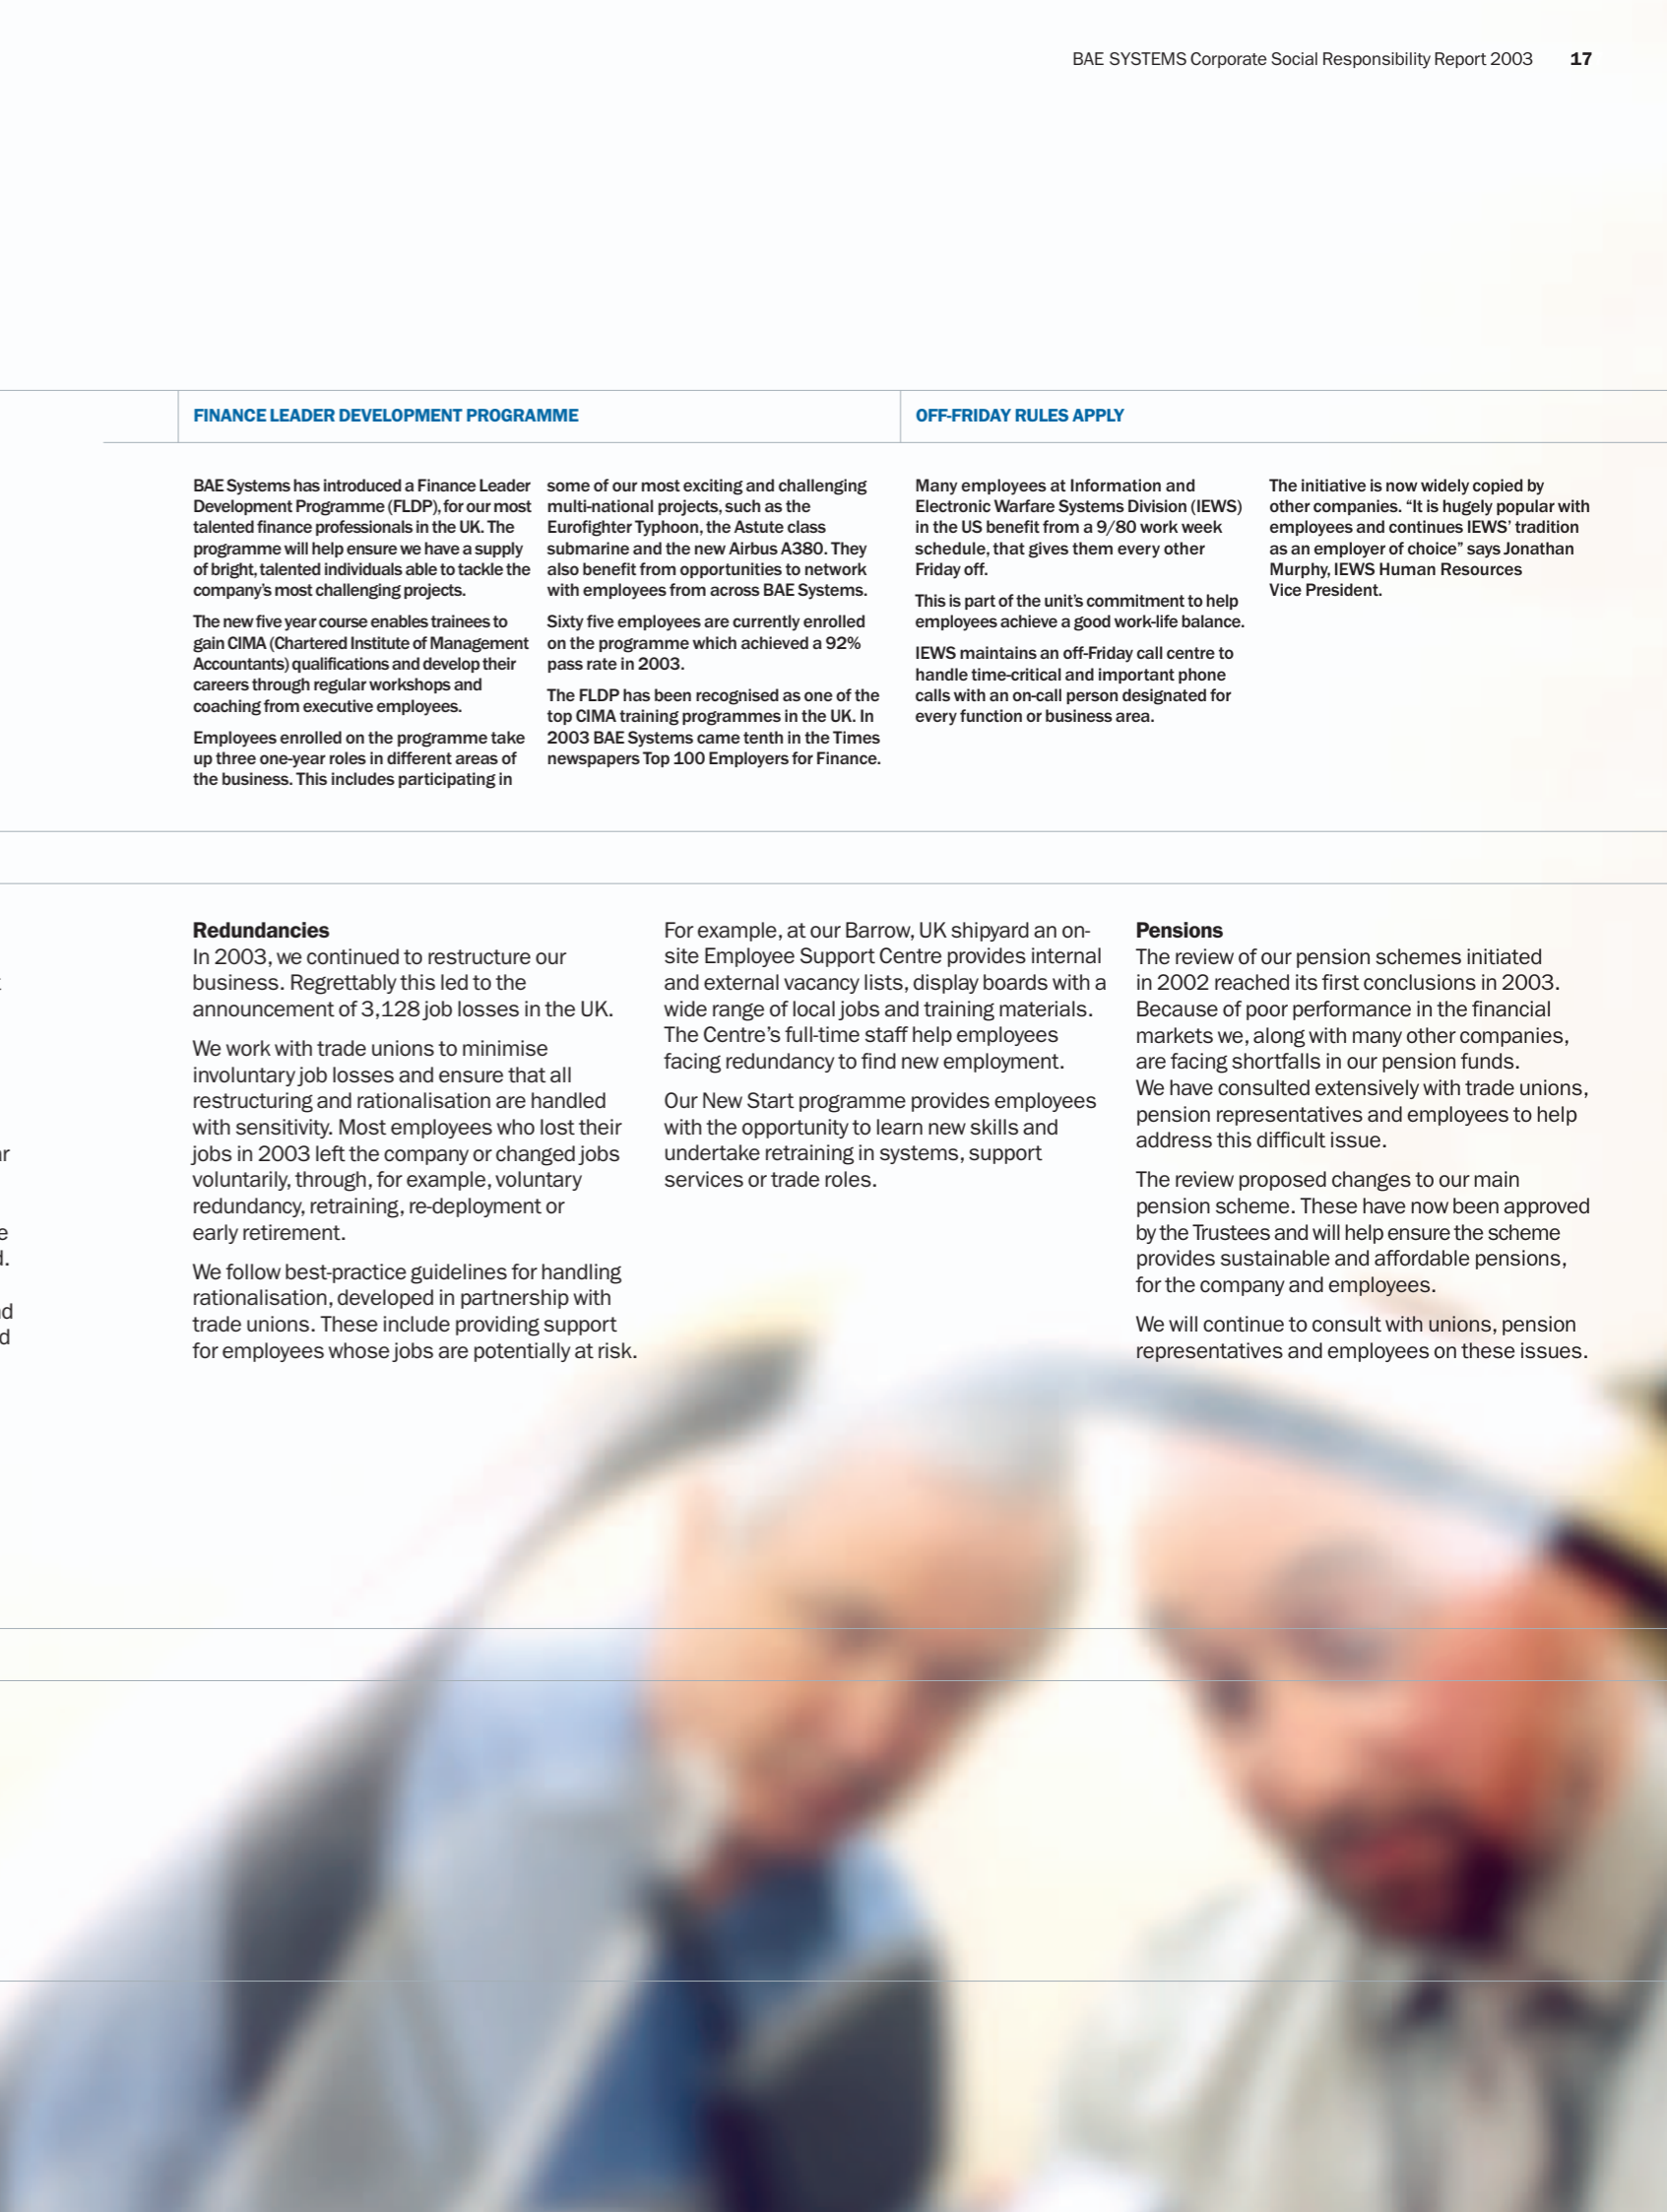 BAE SYSTEMS Corporate Social Responsibility Report 2003 17
FINANCE LEADER DEVELOPMENT PROGRAMME
BAE Systems has introduced a Finance Leader
Development Programme (FLDP), for our most
talented finance professionals in the UK. The
programme will help ensure we have a supply
of bright, talented individuals able to tackle the
company's most challenging projects.
The new five year course enables trainees to
gain CIMA (Chartered Institute of Management
Accountants) qualifications and develop their
careers through regular workshops and
coaching from executive employees.
Employees enrolled on the programme take
up three one-year roles in different areas of
the business. This includes participating in
some of our most exciting and challenging
multi-national projects, such as the
Eurofighter Typhoon, the Astute class
submarine and the new Airbus A380. They
also benefit from opportunities to network
with employees from across BAE Systems.
Sixty five employees are currently enrolled
on the programme which achieved a 92%
pass rate in 2003.
The FLDP has been recognised as one of the
top CIMA training programmes in the UK. In
2003 BAE Systems came tenth in the Times
newspapers Top 100 Employers for Finance.
OFF-FRIDAY RULES APPLY
Many employees at Information and
Electronic Warfare Systems Division (IEWS)
in the US benefit from a 9/80 work week
schedule, that gives them every other
Friday off.
This is part of the unit's commitment to help
employees achieve a good work-life balance.
IEWS maintains an off-Friday call centre to
handle time-critical and important phone
calls with an on-call person designated for
every function or business area.
The initiative is now widely copied by
other companies. "It is hugely popular with
employees and continues IEWS' tradition
as an employer of choice" says Jonathan
Murphy, IEWS Human Resources
Vice President.
Redundancies
In 2003, we continued to restructure our
business. Regrettably this led to the
announcement of 3,128 job losses in the UK.
We work with trade unions to minimise
involuntary job losses and ensure that all
restructuring and rationalisation are handled
with sensitivity. Most employees who lost their
jobs in 2003 left the company or changed jobs
voluntarily, through, for example, voluntary
redundancy, retraining, re-deployment or
early retirement.
We follow best-practice guidelines for handling
rationalisation, developed in partnership with
trade unions. These include providing support
for employees whose jobs are potentially at risk.
For example, at our Barrow, UK shipyard an on-
site Employee Support Centre provides internal
and external vacancy lists, display boards with a
wide range of local jobs and training materials.
The Centre's full-time staff help employees
facing redundancy to find new employment.
Our New Start programme provides employees
with the opportunity to learn new skills and
undertake retraining in systems, support
services or trade roles.
Pensions
The review of our pension schemes initiated
in 2002 reached its first conclusions in 2003.
Because of poor performance in the financial
markets we, along with many other companies,
are facing shortfalls in our pension funds.
We have consulted extensively with trade unions,
pension representatives and employees to help
address this difficult issue.
The review proposed changes to our main
pension scheme. These have now been approved
by the Trustees and will help ensure the scheme
provides sustainable and affordable pensions,
for the company and employees.
We will continue to consult with unions, pension
representatives and employees on these issues.